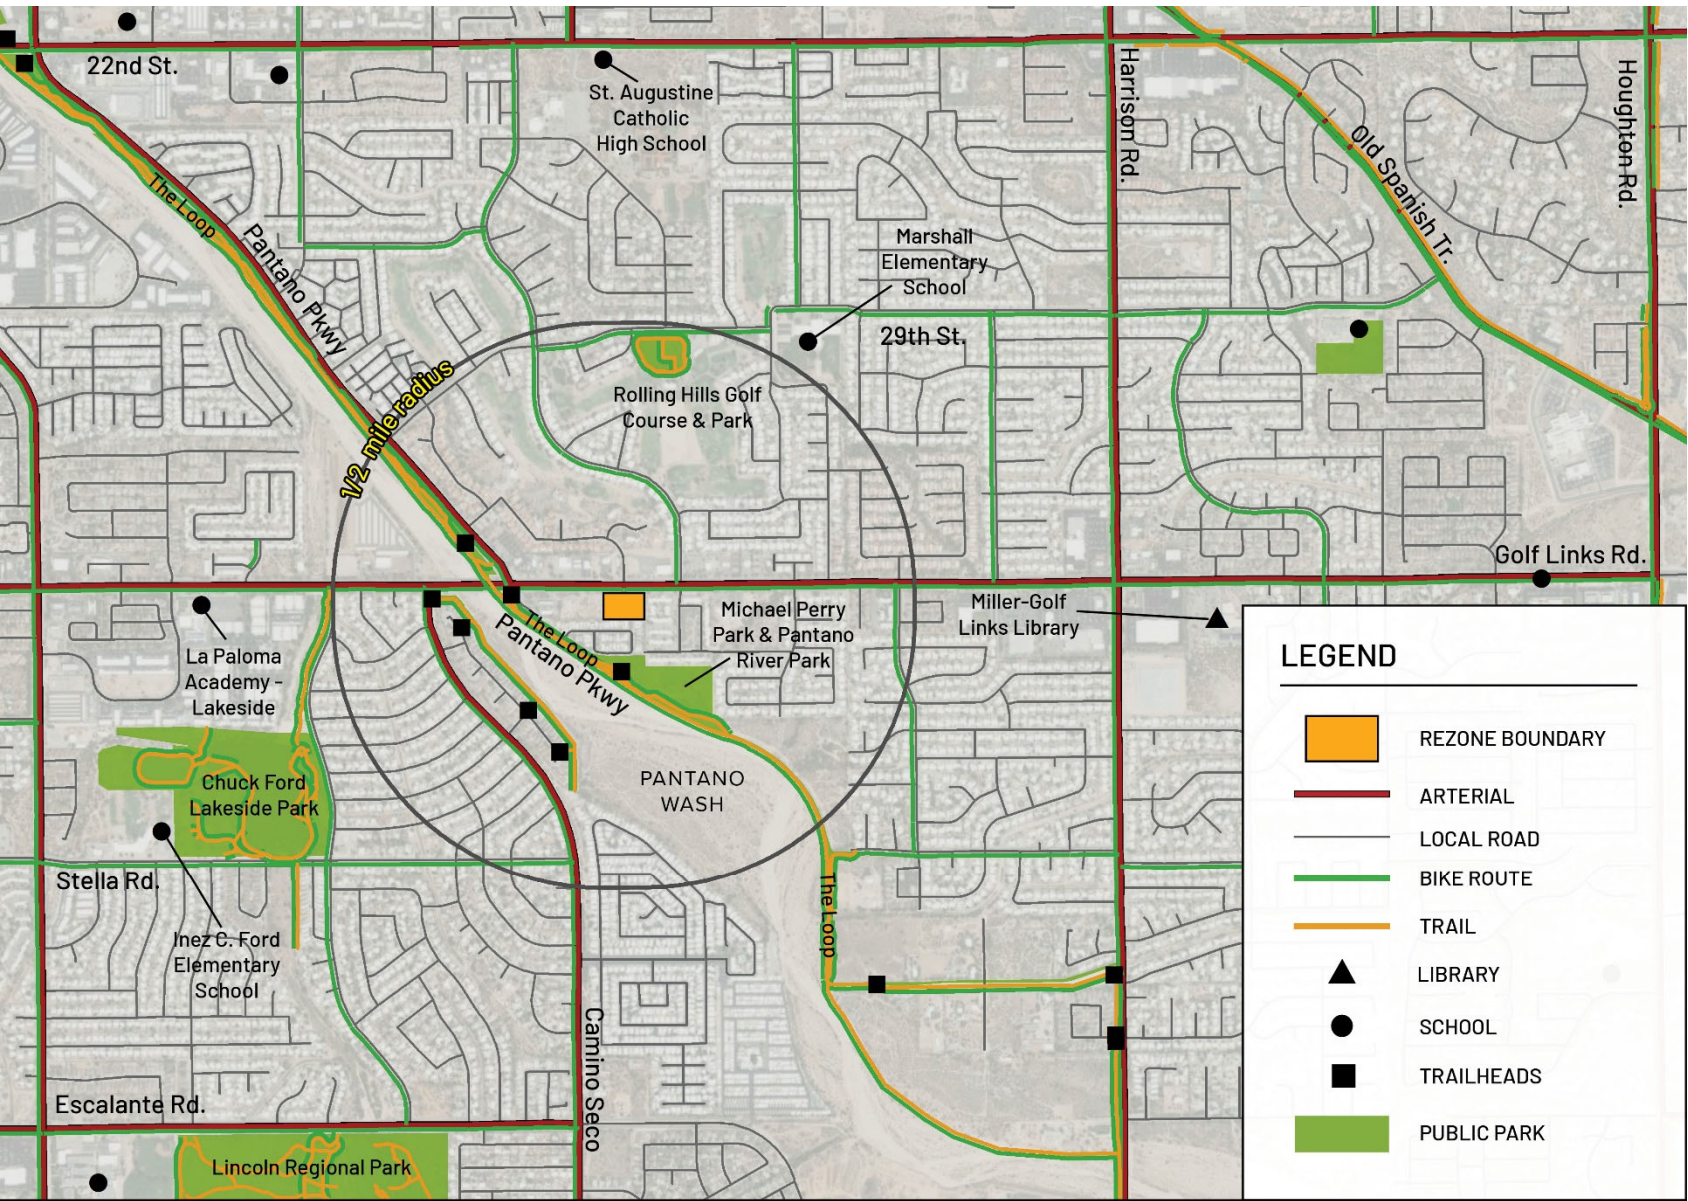 22nd St.
St. Augustine
Catholic
High School
Harrison Rd.
Houghton Rd.
Old Spanish Tr.
The Loop
Pantano Pkwy
Marshall
Elementary
School
29th St.
1/2 mile radius
Rolling Hills Golf
Course & Park
Golf Links Rd.
La Paloma
Academy -
Lakeside
The Loop
Pantano Pkwy
Michael Perry
Park & Pantano
River Park
Miller-Golf
Links Library
Chuck Ford
Lakeside Park
PANTANO
WASH
Stella Rd.
Inez C. Ford
Elementary
School
The Loop
Camino Seco
Escalante Rd.
Lincoln Regional Park
LEGEND
REZONE BOUNDARY
ARTERIAL
LOCAL ROAD
BIKE ROUTE
TRAIL
LIBRARY
SCHOOL
TRAILHEADS
PUBLIC PARK